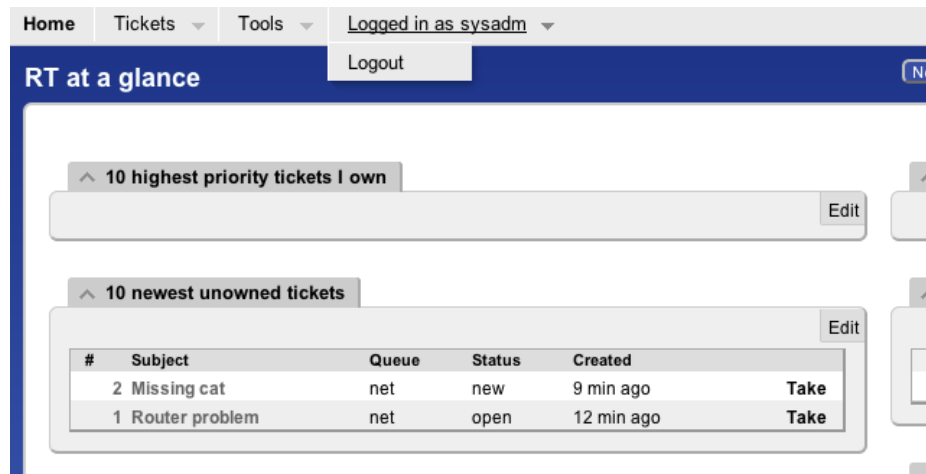 Home Tickets Tools Logged in as sysadm
Logout
RT at a glance
10 highest priority tickets I own
Edit
10 newest unowned tickets
Edit
# Subject Queue Status Created
2 Missing cat net new 9 min ago Take
1 Router problem net open 12 min ago Take